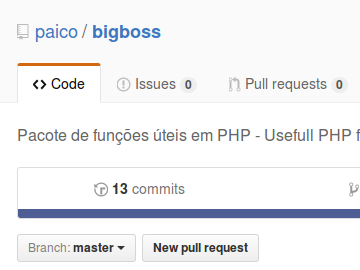 paico / bigboss
Code Issues 0 Pull requests 0
Pacote de funções úteis em PHP - Usefull PHP
13 commits
Branch: master New pull request